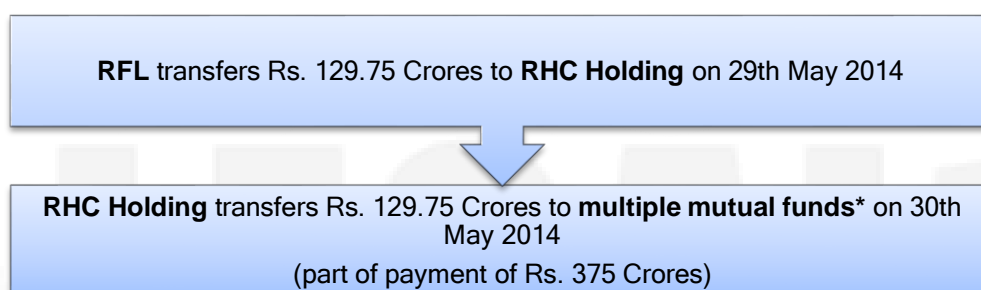 RFL transfers Rs. 129.75 Crores to RHC Holding on 29th May 2014
RHC Holding transfers Rs. 129.75 Crores to multiple mutual funds* on 30th
May 2014
(part of payment of Rs. 375 Crores)